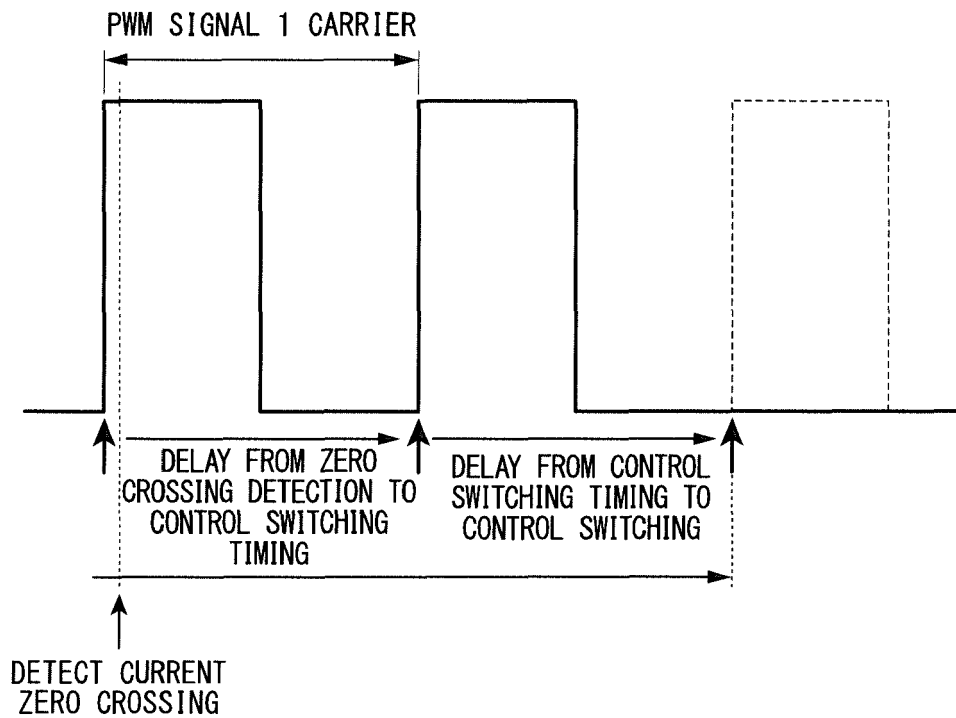 PWM SIGNAL 1 CARRIER
DELAY FROM ZERO
CROSSING DETECTION TO
CONTROL SWITCHING
TIMING
DELAY FROM CONTROL
SWITCHING TIMING TO
CONTROL SWITCHING
DETECT CURRENT
ZERO CROSSING